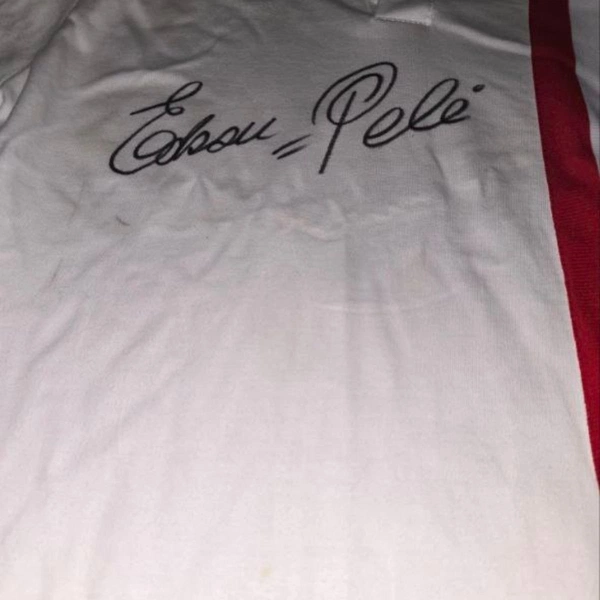 Edson = Pelé